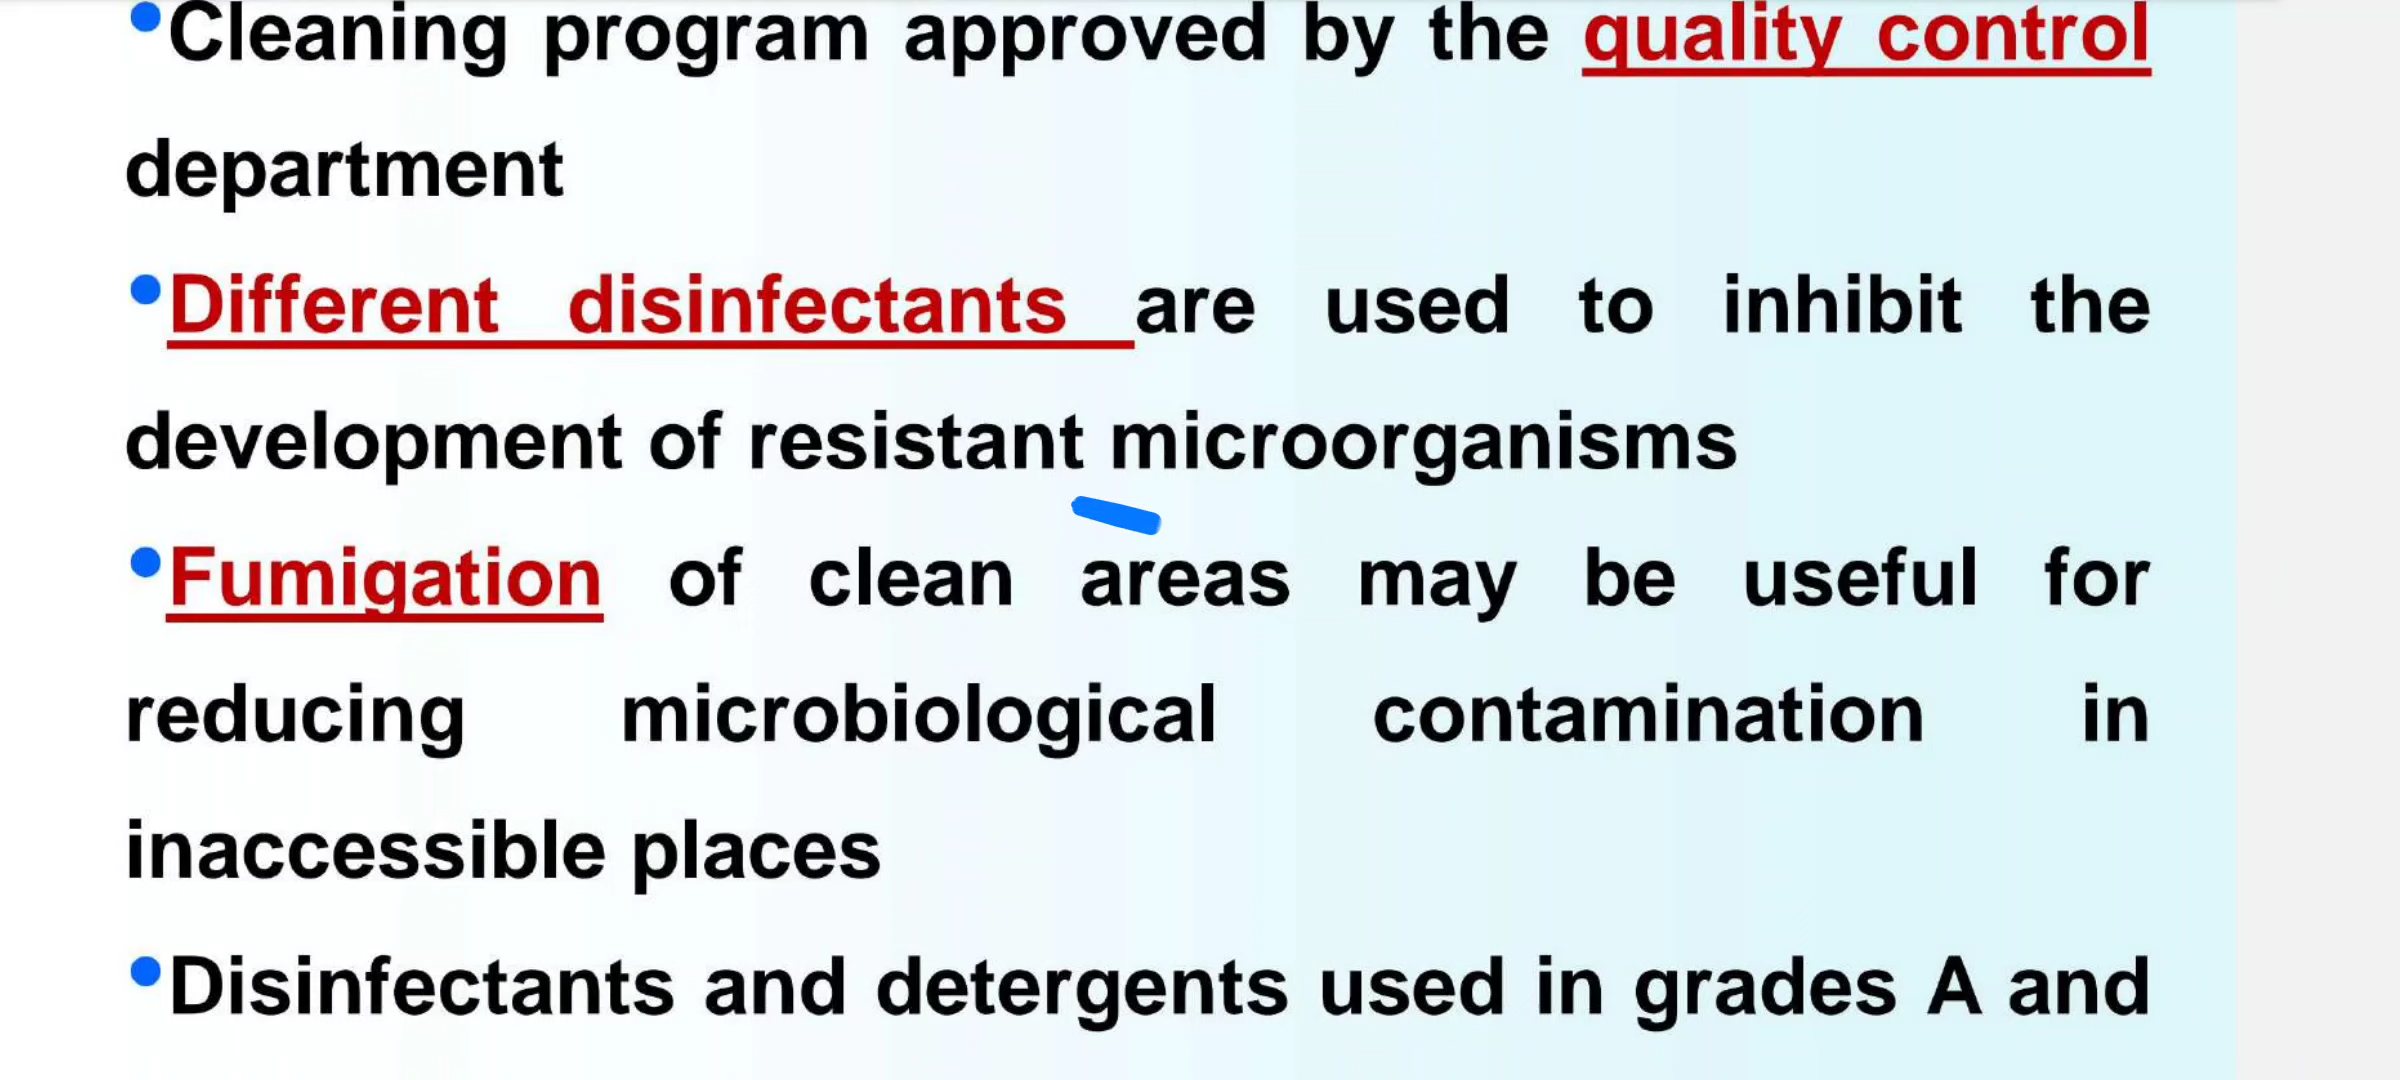 •Cleaning program approved by the quality control
department
•Different disinfectants are used to inhibit the
development of resistant microorganisms
•Fumigation of clean areas may be useful for
reducing microbiological contamination in
inaccessible places
•Disinfectants and detergents used in grades A and